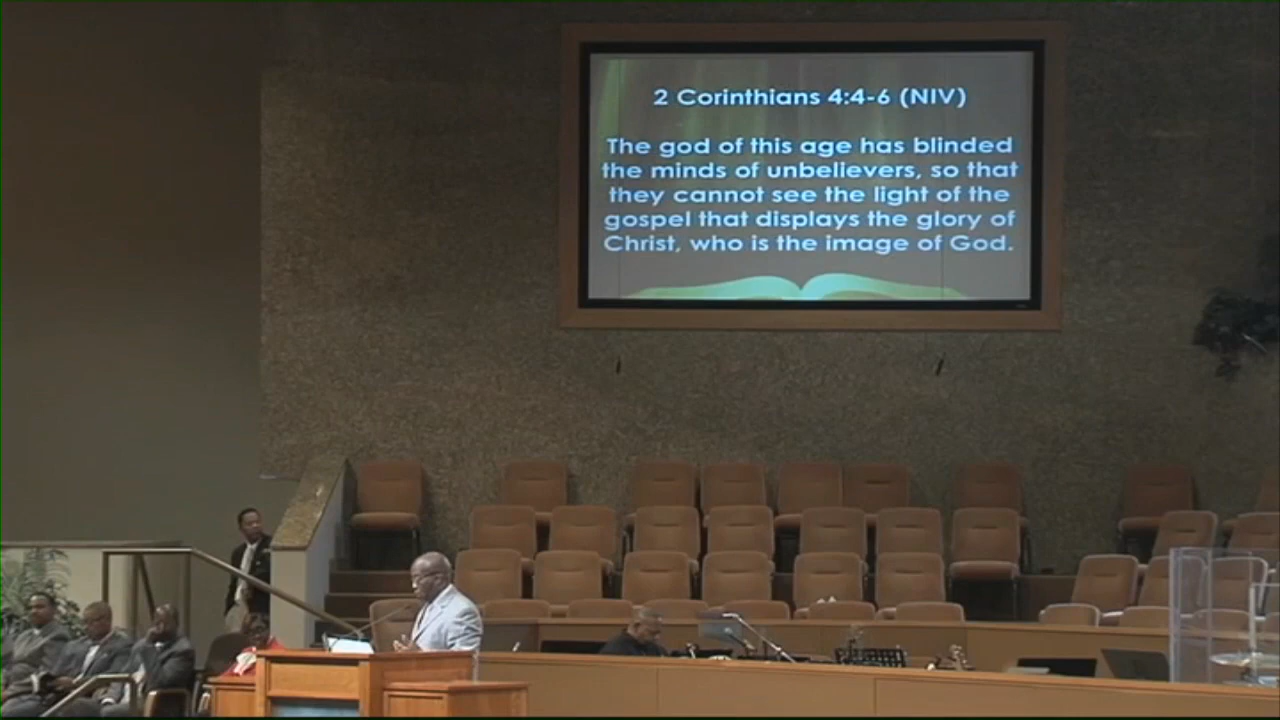 2 Corinthians 4:4-6 (NIV)
The god of this age has blinded
the minds of unbelievers, so that
they cannot see the light of the
gospel that displays the glory of
Christ, who is the image of God.